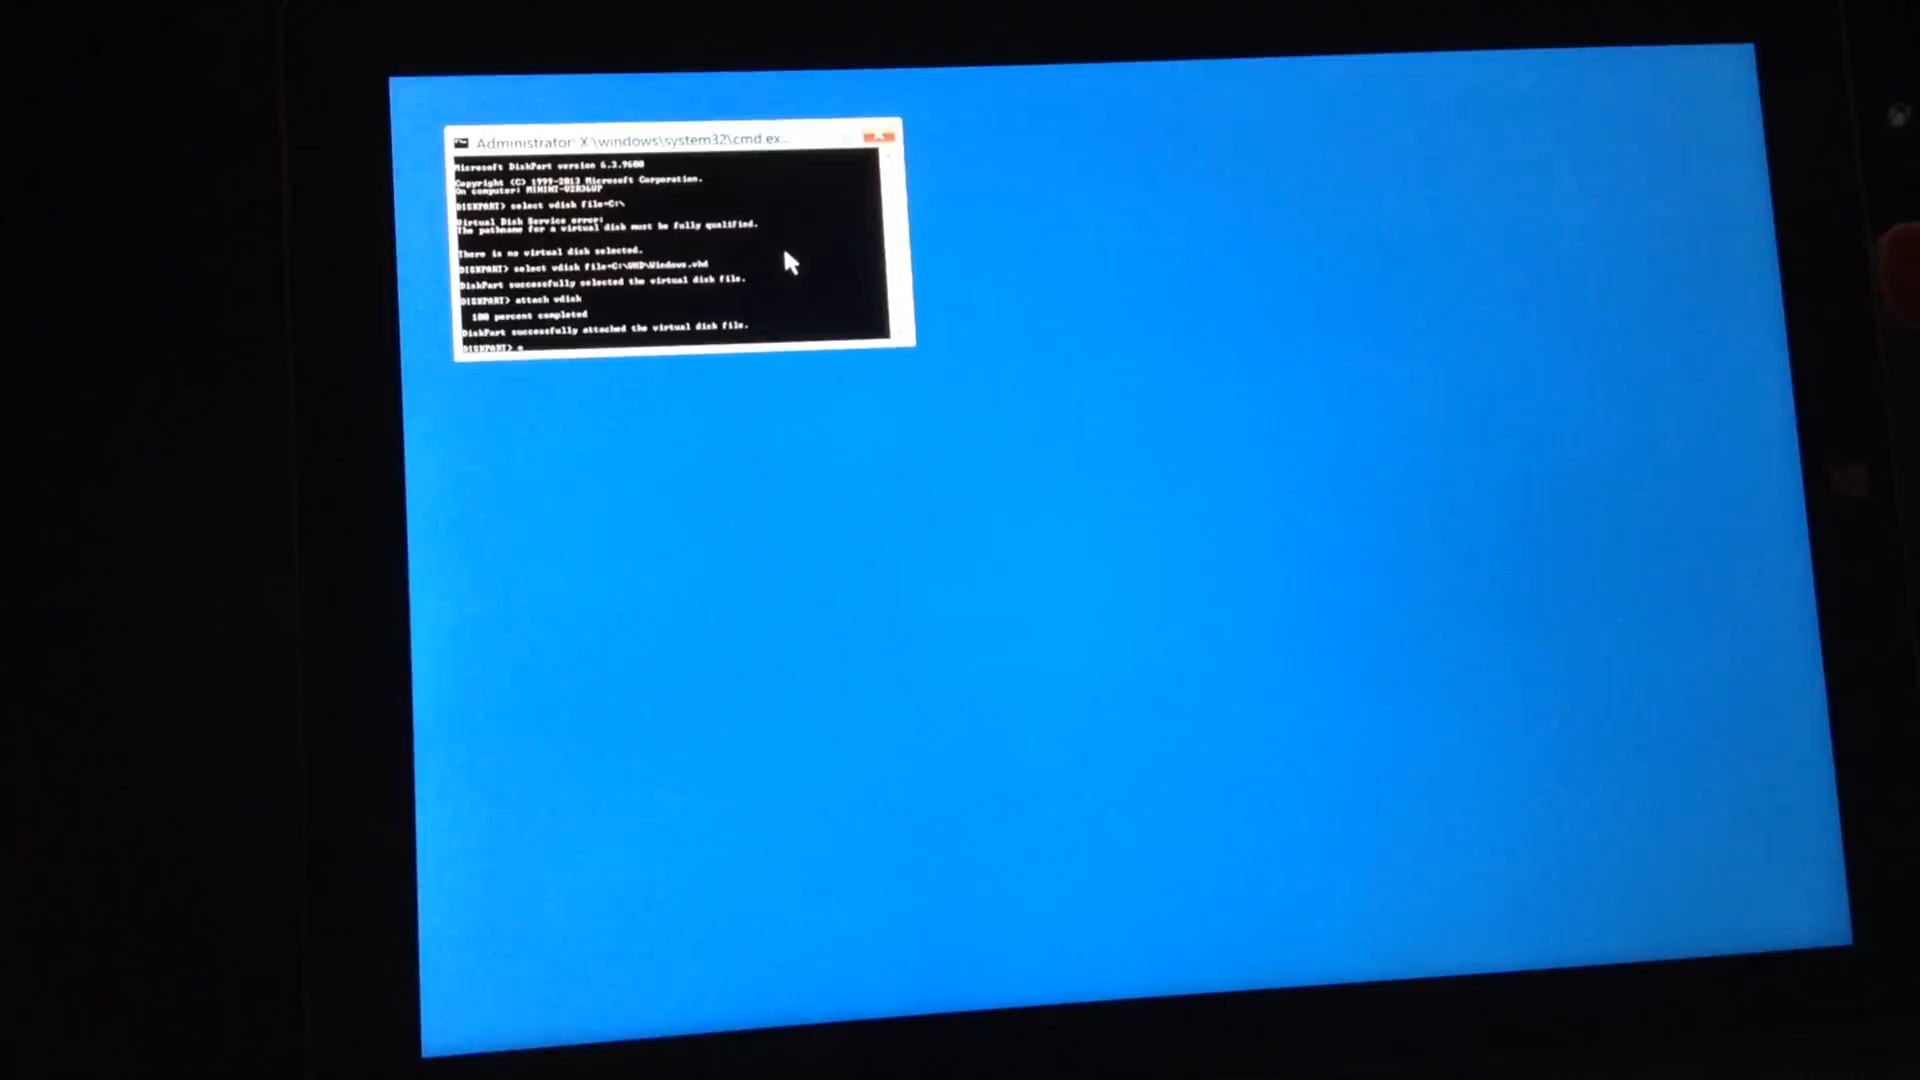 Administrator: X:\windows\system32\cmd.ex...
Microsoft DiskPart version 6.3.9600
Copyright (C) 1999-2013 Microsoft Corporation.
On computer:
DISKPART> select vdisk file=C:\
Virtual Disk Service error:
The pathname for a virtual disk must be fully qualified.
There is no virtual disk selected.
DISKPART> select vdisk file=C:\VHD\Windows.vhd
DiskPart successfully selected the virtual disk file.
DISKPART> attach vdisk
100 percent completed
DiskPart successfully attached the virtual disk file.
DISKPART>